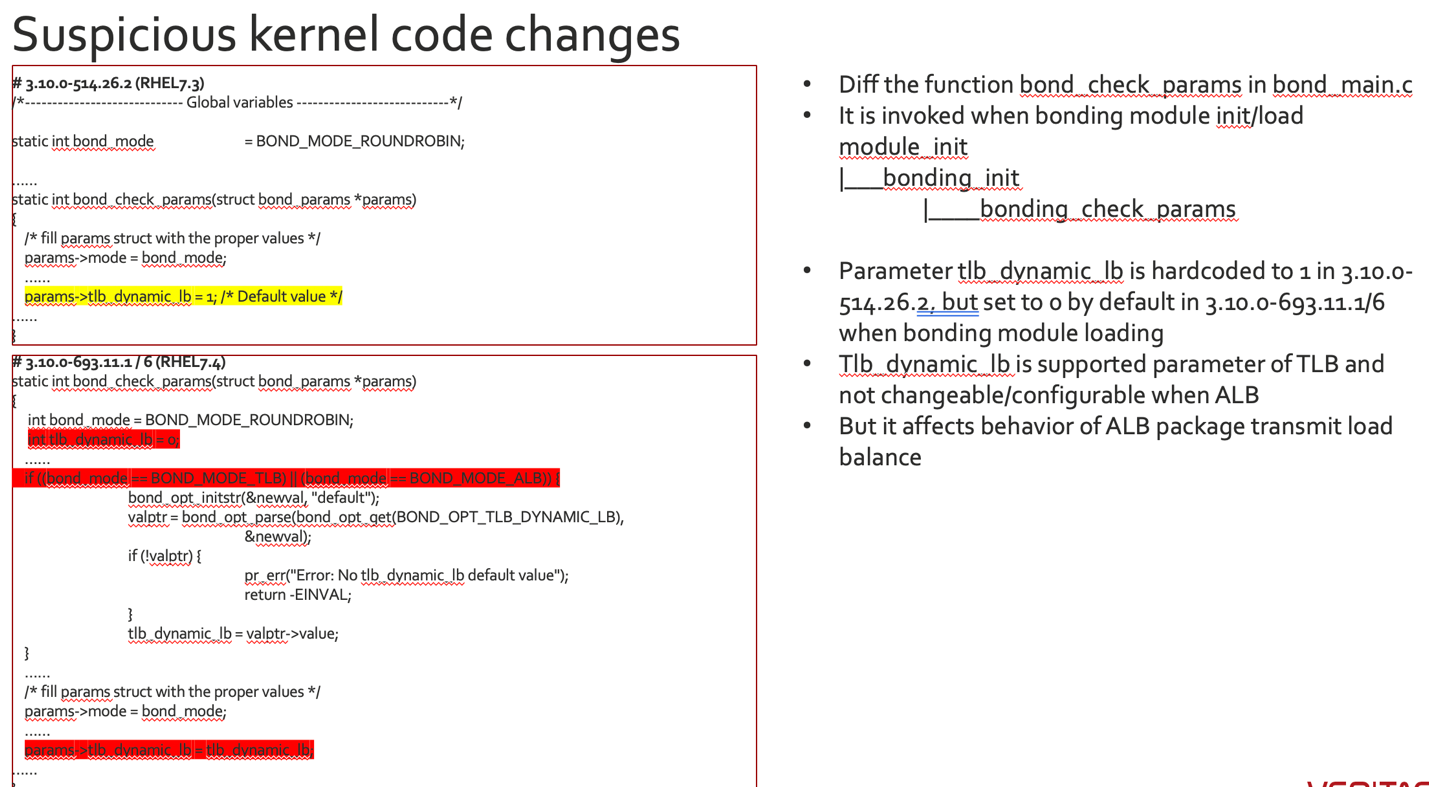 Suspicious kernel code changes
# 3.10.0-514.26.2 (RHEL7.3)
/*---------------------------- Global variables ----------------------------*/
static int bond_mode = BOND_MODE_ROUNDROBIN;
......
static int bond_check_params(struct bond_params *params)
{
/* fill params struct with the proper values */
params->mode = bond_mode;
......
params->tlb_dynamic_lb = 1; /* Default value */
......
}
# 3.10.0-693.11.1 / 6 (RHEL7.4)
static int bond_check_params(struct bond_params *params)
{
int bond_mode = BOND_MODE_ROUNDROBIN;
int tlb_dynamic_lb = 0;
......
if ((bond_mode == BOND_MODE_TLB) || (bond_mode == BOND_MODE_ALB)) {
bond_opt_initstr(&newval, "default");
valptr = bond_opt_parse(bond_opt_get(BOND_OPT_TLB_DYNAMIC_LB),
&newval);
if (!valptr) {
pr_err("Error: No tlb_dynamic_lb default value");
return -EINVAL;
}
tlb_dynamic_lb = valptr->value;
}
......
/* fill params struct with the proper values */
params->mode = bond_mode;
......
params->tlb_dynamic_lb = tlb_dynamic_lb;
......
• Diff the function bond_check_params in bond_main.c
• It is invoked when bonding module init/load
module_init
|___bonding_init
|____bonding_check_params
• Parameter tlb_dynamic_lb is hardcoded to 1 in 3.10.0-
514.26.2, but set to 0 by default in 3.10.0-693.11.1/6
when bonding module loading
• Tlb_dynamic_lb is supported parameter of TLB and
not changeable/configurable when ALB
• But it affects behavior of ALB package transmit load
balance